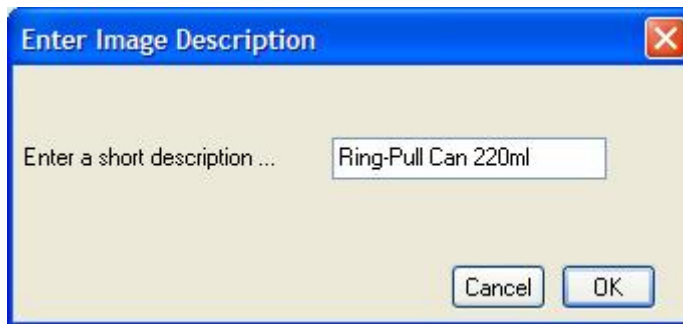 Enter Image Description
Enter a short description ... Ring-Pull Can 220ml
Cancel OK